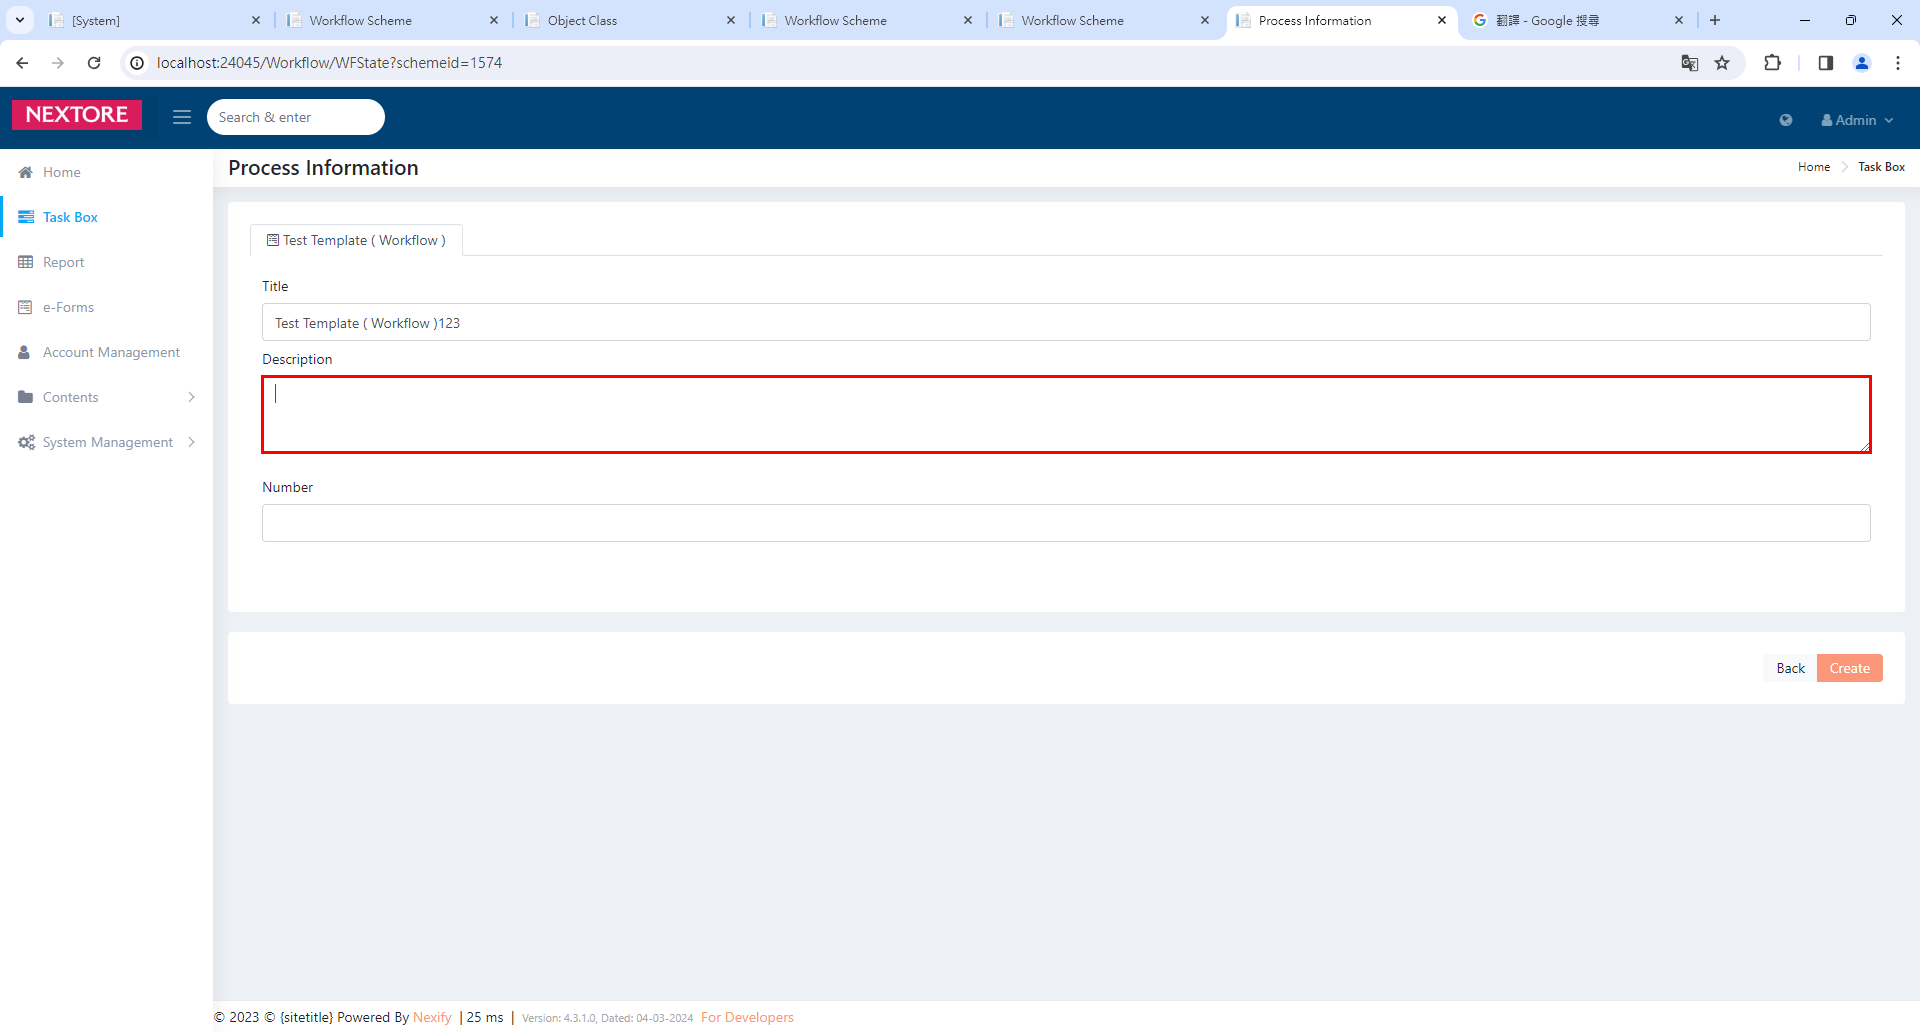 [System]
Workflow Scheme
Object Class
Workflow Scheme
Workflow Scheme
Process Information
翻譯 - Google 搜尋
localhost:24045/Workflow/WFState?schemeid=1574
NEXTORE
Search & enter
Admin
Home
Task Box
Report
e-Forms
Account Management
Contents
System Management
Process Information
Home
Task Box
Test Template ( Workflow )
Title
Test Template ( Workflow )123
Description
Number
Back
Create
© 2023 © {sitetitle} Powered By Nexify | 25 ms | Version: 4.3.1.0, Dated: 04-03-2024 For Developers